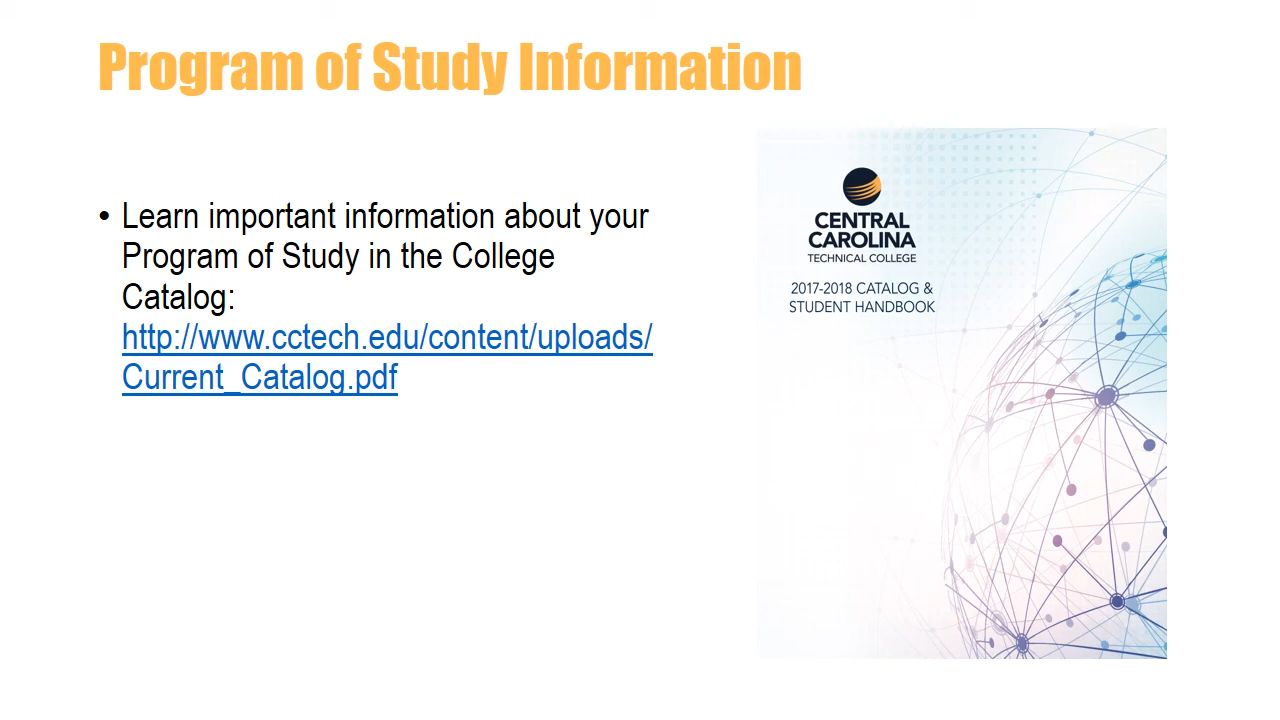 Program of Study Information
• Learn important information about your
Program of Study in the College
Catalog:
http://www.cctech.edu/content/uploads/
Current_Catalog.pdf
CENTRAL
CAROLINA
TECHNICAL COLLEGE
2017-2018 CATALOG &
STUDENT HANDBOOK